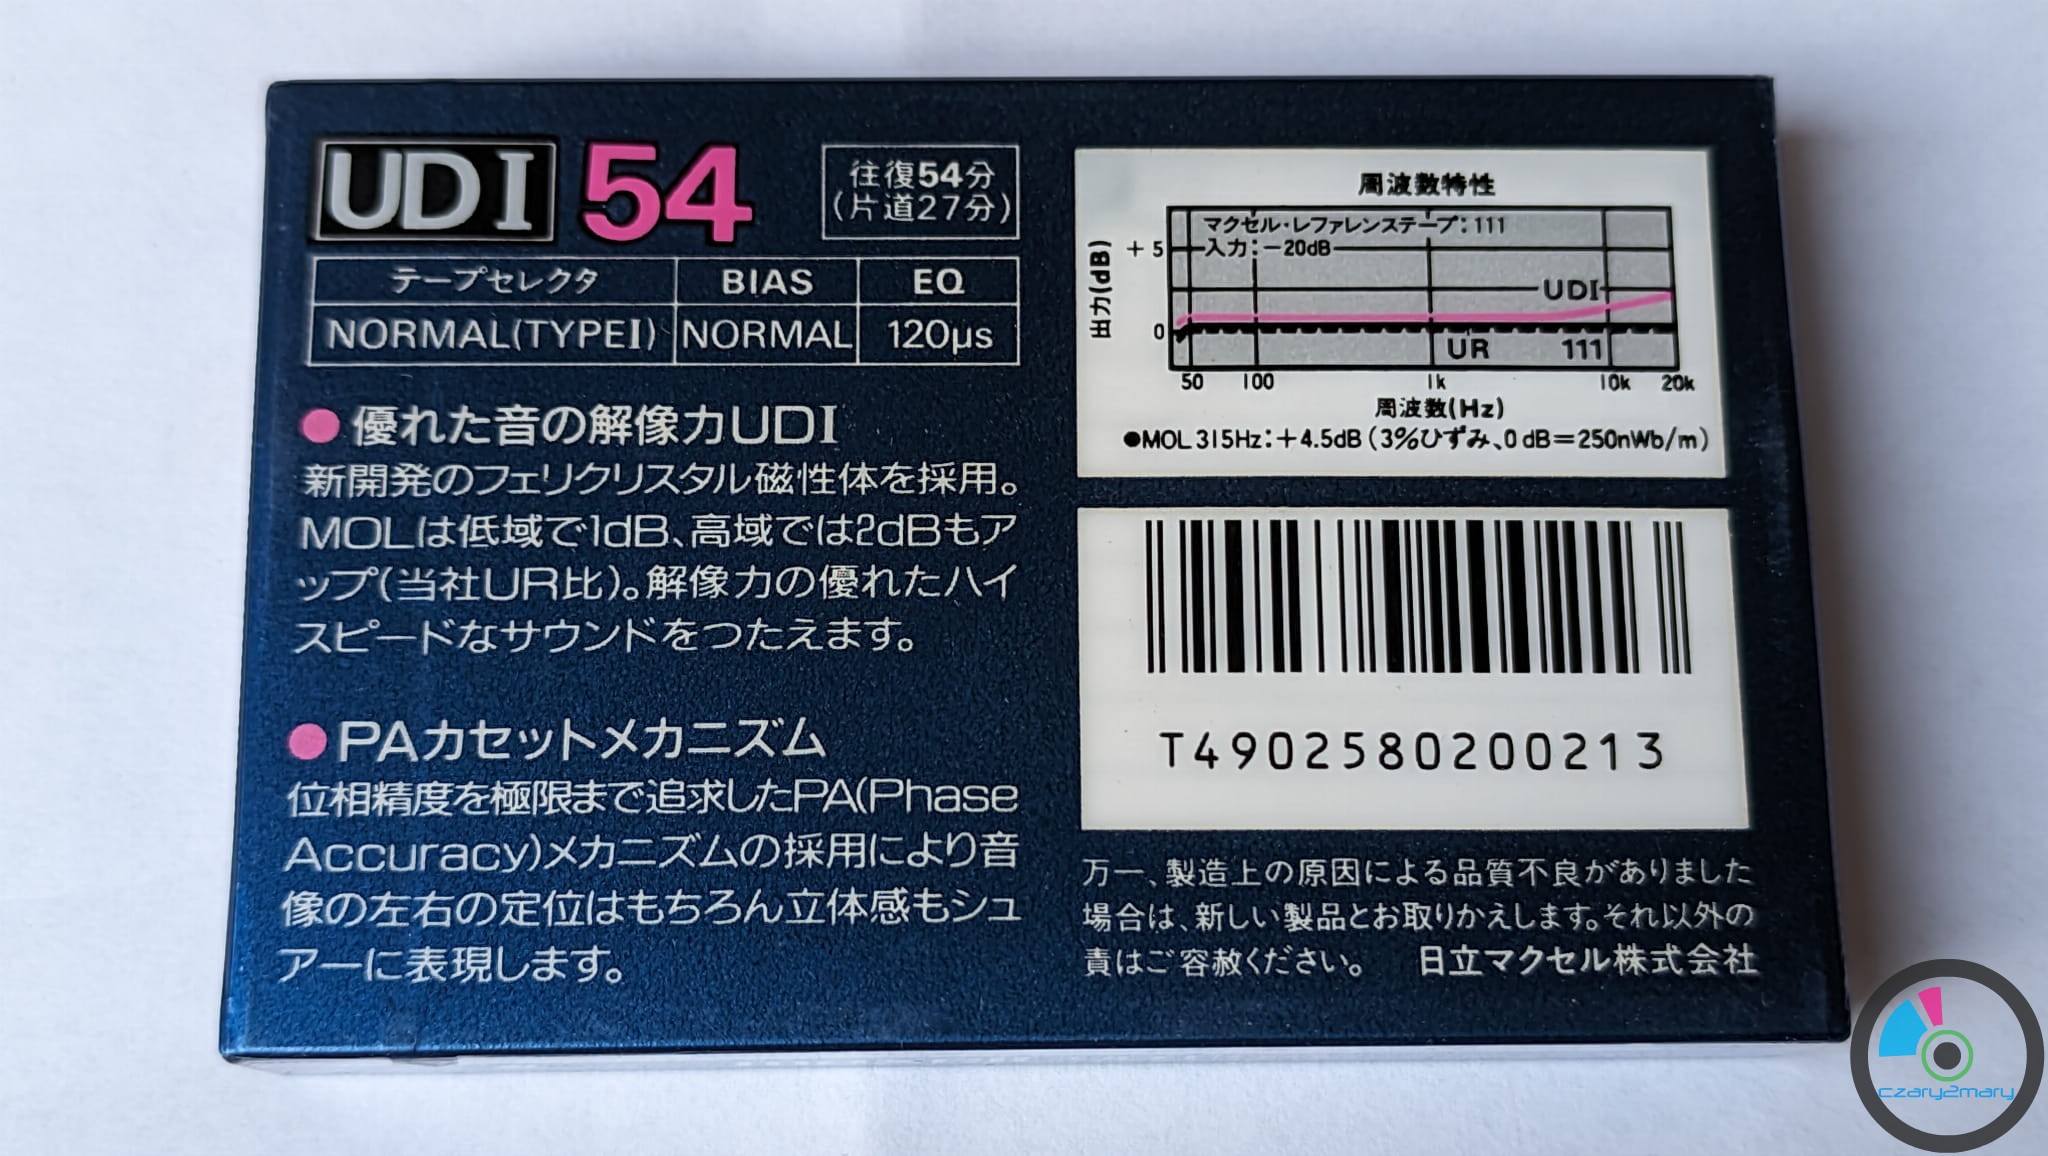 UDI 54
往復54分
(片道27分)
テープセレクタ BIAS EQ
NORMAL(TYPEI) NORMAL 120μs
●優れた音の解像力UDI
新開発のフェリクリスタル磁性体を採用。
MOLは低域で1dB、高域では2dBもア
ップ(当社UR比)。解像力の優れたハイ
スピードなサウンドをつたえます。
●PAカセットメカニズム
位相精度を極限まで追求したPA(Phase
Accuracy)メカニズムの採用により音
像の左右の定位はもちろん立体感もシュ
アーに表現します。
周波数特性
マクセル・レファレンステープ:111
入力:−20dB
出力(dB)
+5
UDI
0
UR 111
50 100 1k 10k 20k
周波数(Hz)
●MOL 315Hz:+4.5dB(3%ひずみ、0dB=250nWb/m)
T4902580200213
万一、製造上の原因による品質不良がありました
場合は、新しい製品とお取りかえします。それ以外の
責はご容赦ください。 日立マクセル株式会社
czary2mary